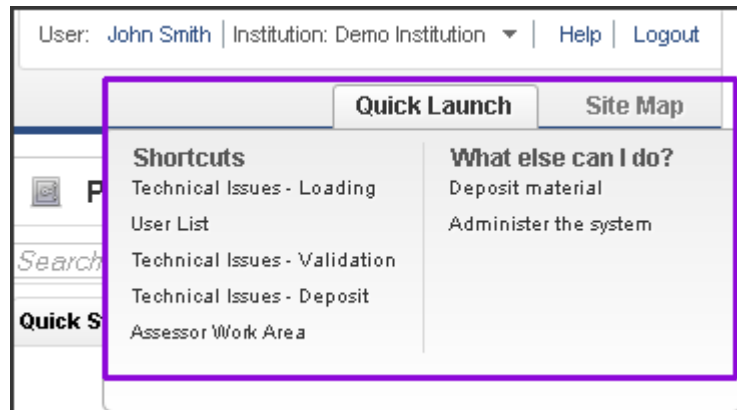 User: John Smith | Institution: Demo Institution | Help | Logout
Quick Launch
Site Map
Shortcuts
Technical Issues - Loading
User List
Technical Issues - Validation
Technical Issues - Deposit
Assessor Work Area
What else can I do?
Deposit material
Administer the system
P
Search
Quick S